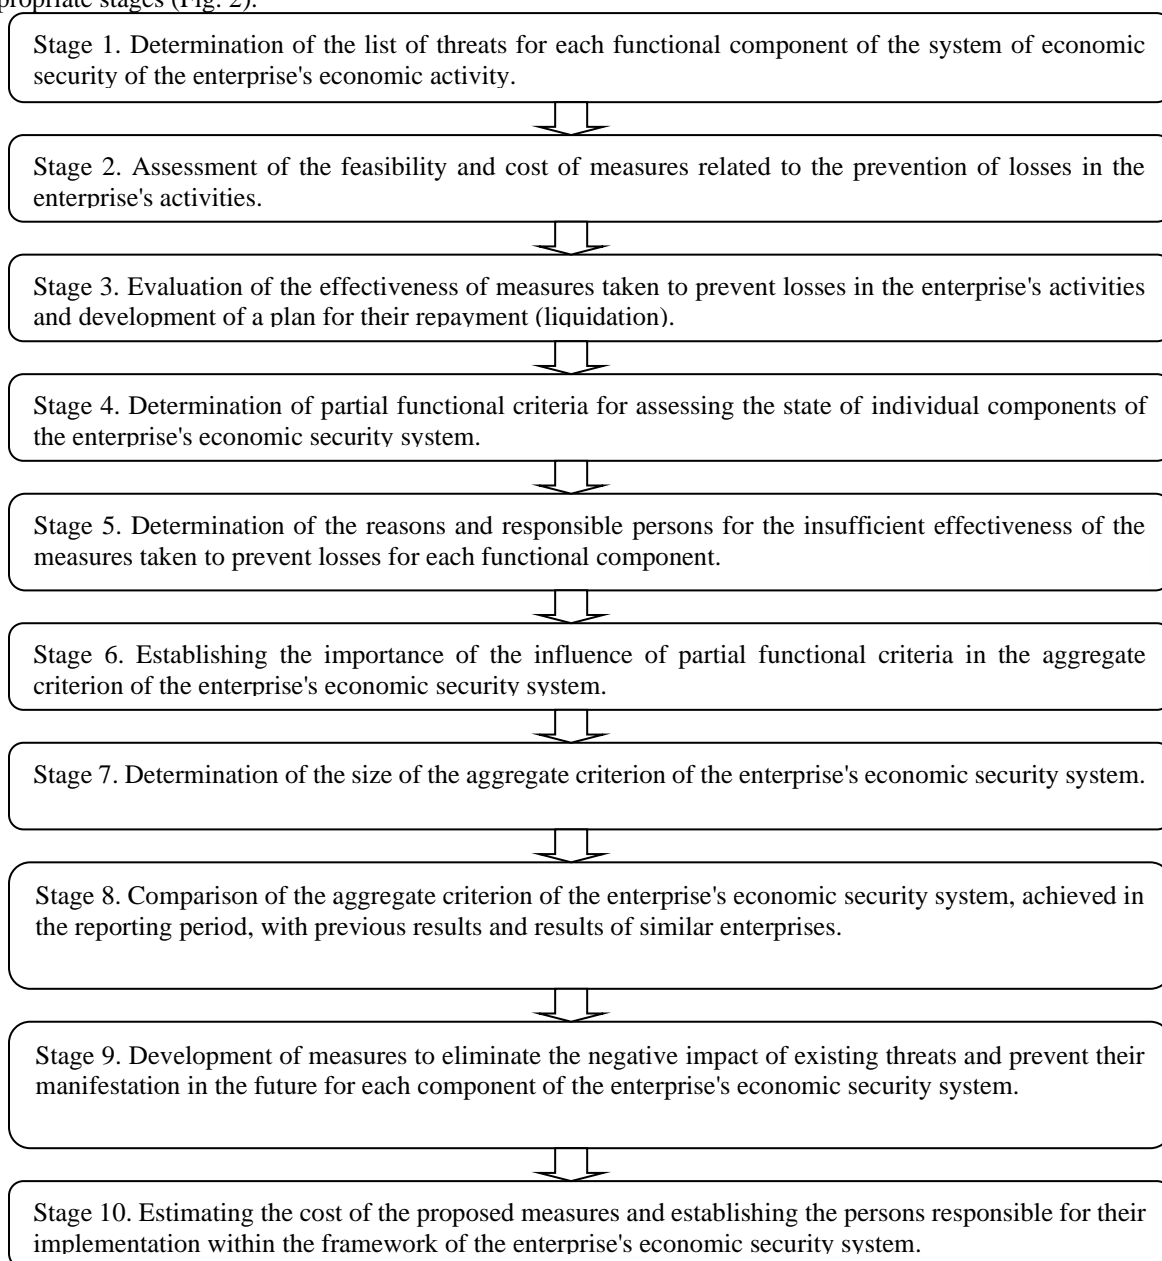 propriate stages (Fig. 2).
Stage 1. Determination of the list of threats for each functional component of the system of economic
security of the enterprise's economic activity.
Stage 2. Assessment of the feasibility and cost of measures related to the prevention of losses in the
enterprise's activities.
Stage 3. Evaluation of the effectiveness of measures taken to prevent losses in the enterprise's activities
and development of a plan for their repayment (liquidation).
Stage 4. Determination of partial functional criteria for assessing the state of individual components of
the enterprise's economic security system.
Stage 5. Determination of the reasons and responsible persons for the insufficient effectiveness of the
measures taken to prevent losses for each functional component.
Stage 6. Establishing the importance of the influence of partial functional criteria in the aggregate
criterion of the enterprise's economic security system.
Stage 7. Determination of the size of the aggregate criterion of the enterprise's economic security system.
Stage 8. Comparison of the aggregate criterion of the enterprise's economic security system, achieved in
the reporting period, with previous results and results of similar enterprises.
Stage 9. Development of measures to eliminate the negative impact of existing threats and prevent their
manifestation in the future for each component of the enterprise's economic security system.
Stage 10. Estimating the cost of the proposed measures and establishing the persons responsible for their
implementation within the framework of the enterprise's economic security system.